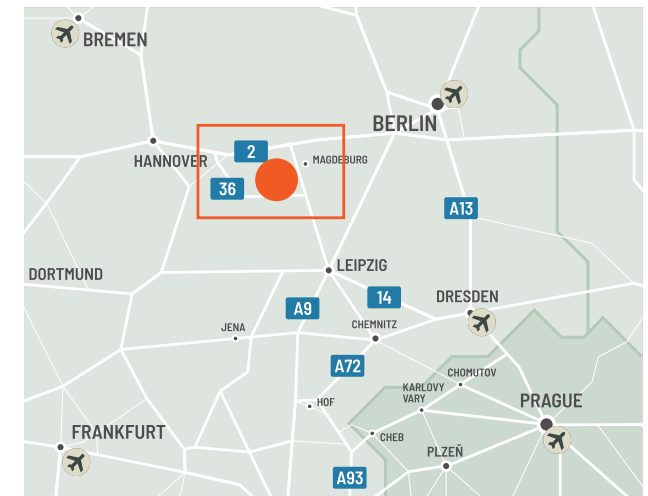 BREMEN
BERLIN
2
HANNOVER
MAGDEBURG
36
A13
LEIPZIG
DORTMUND
14
DRESDEN
A9
JENA
CHEMNITZ
A72
CHOMUTOV
KARLOVY
VARY
HOF
PRAGUE
FRANKFURT
CHEB
PLZEŇ
A93